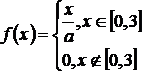 f(x) = { x/a, x ∈ [0,3]
0, x ∉ [0,3]